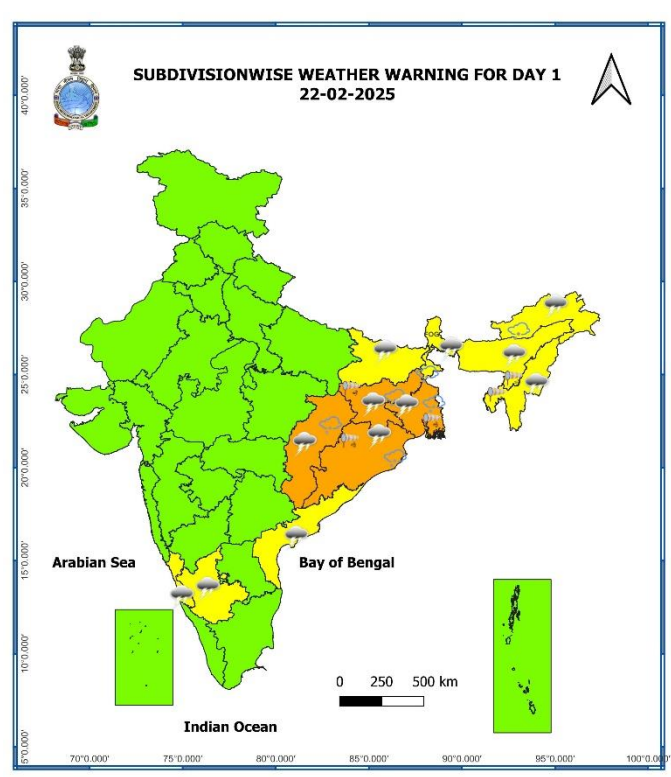 SUBDIVISIONWISE WEATHER WARNING FOR DAY 1
22-02-2025
40°0.000'
35°0.000'
30°0.000'
25°0.000'
20°0.000'
15°0.000'
10°0.000'
5°0.000'
Arabian Sea
Bay of Bengal
0 250 500 km
Indian Ocean
70°0.000' 75°0.000' 80°0.000' 85°0.000' 90°0.000' 95°0.000' 100°0.000'